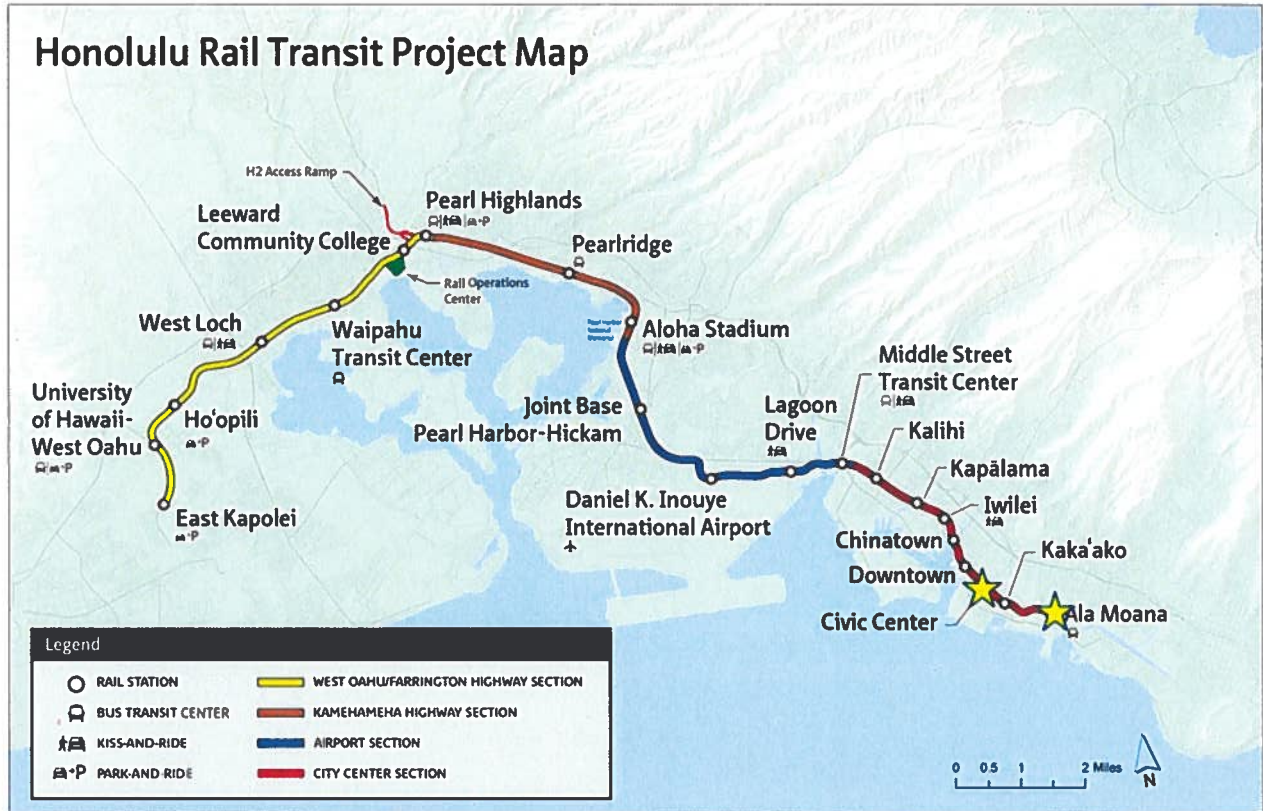 Honolulu Rail Transit Project Map
H2 Access Ramp
Pearl Highlands
Leeward
Community College
Pearlridge
Rail Operations
Center
West Loch
Waipahu
Transit Center
Aloha Stadium
Middle Street
Transit Center
University
of Hawaii-
West Oahu
Ho'opili
Joint Base
Pearl Harbor-Hickam
Lagoon
Drive
Kalihi
Kapālama
East Kapolei
Daniel K. Inouye
International Airport
Iwilei
Chinatown
Kaka'ako
Downtown
Civic Center
Ala Moana
Legend
RAIL STATION
WEST OAHU/FARRINGTON HIGHWAY SECTION
BUS TRANSIT CENTER
KAMEHAMEHA HIGHWAY SECTION
KISS-AND-RIDE
AIRPORT SECTION
P PARK-AND-RIDE
CITY CENTER SECTION
0 0.5 1 2 Miles
N